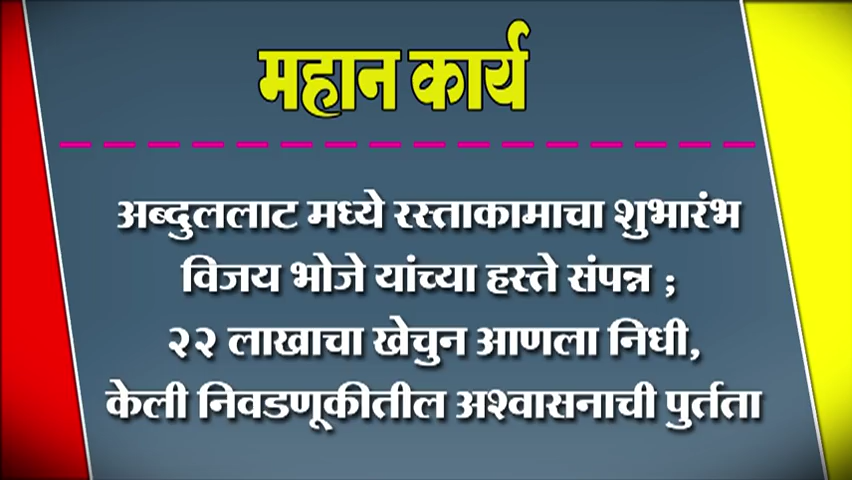 महान कार्य
अब्दुललाट मध्ये रस्ताकामाचा शुभारंभ
विजय भोजे यांच्या हस्ते संपन्न ;
२२ लाखाचा खेचुन आणला निधी,
केली निवडणूकीतील अश्वासनाची पुर्तता